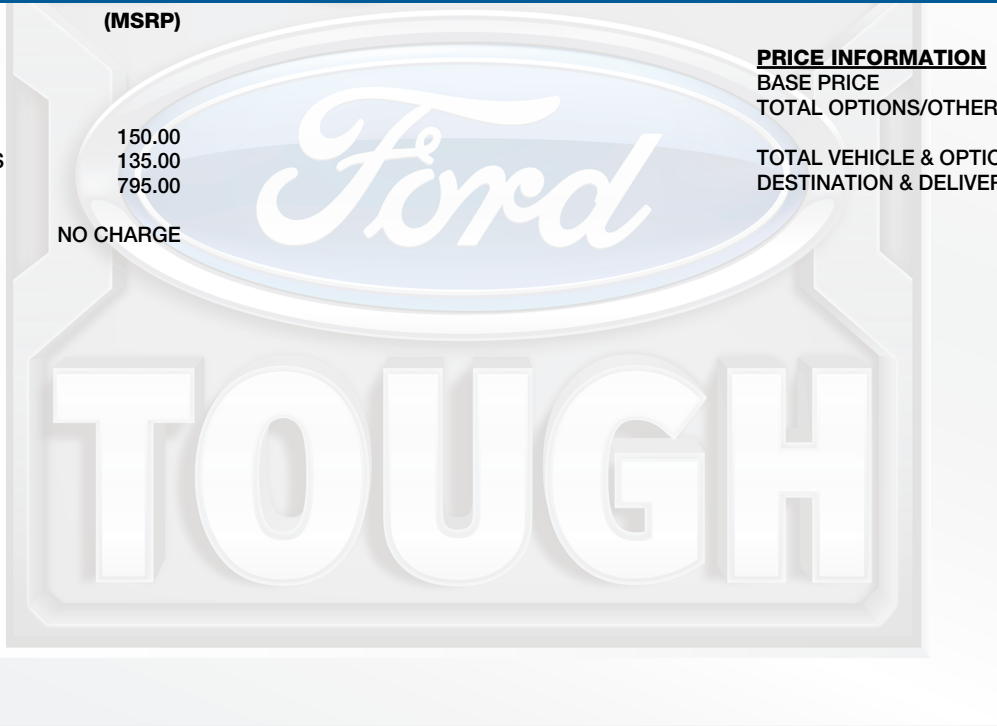 (MSRP)
150.00
S 135.00
795.00
NO CHARGE
PRICE INFORMATION
BASE PRICE
TOTAL OPTIONS/OTHER
TOTAL VEHICLE & OPTIO
DESTINATION & DELIVER
Ford
TOUGH